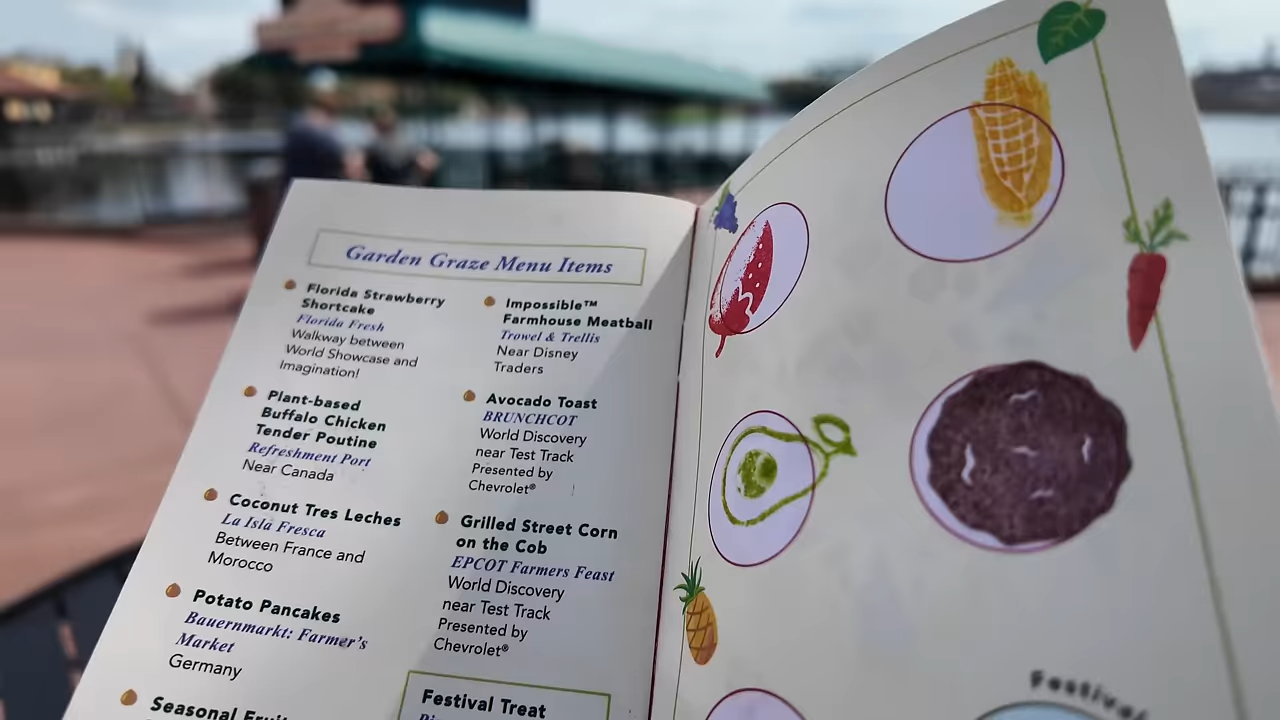 Garden Graze Menu Items
Florida Strawberry
Shortcake
Florida Fresh
Walkway between
World Showcase and
Imagination!
Plant-based
Buffalo Chicken
Tender Poutine
Refreshment Port
Near Canada
Coconut Tres Leches
La Isla Fresca
Between France and
Morocco
Potato Pancakes
Bauernmarkt: Farmer's
Market
Germany
Seasonal
Impossible™
Farmhouse Meatball
Trowel & Trellis
Near Disney
Traders
Avocado Toast
BRUNCHCOT
World Discovery
near Test Track
Presented by
Chevrolet®
Grilled Street Corn
on the Cob
EPCOT Farmers Feast
World Discovery
near Test Track
Presented by
Chevrolet®
Festival Treat
Festival